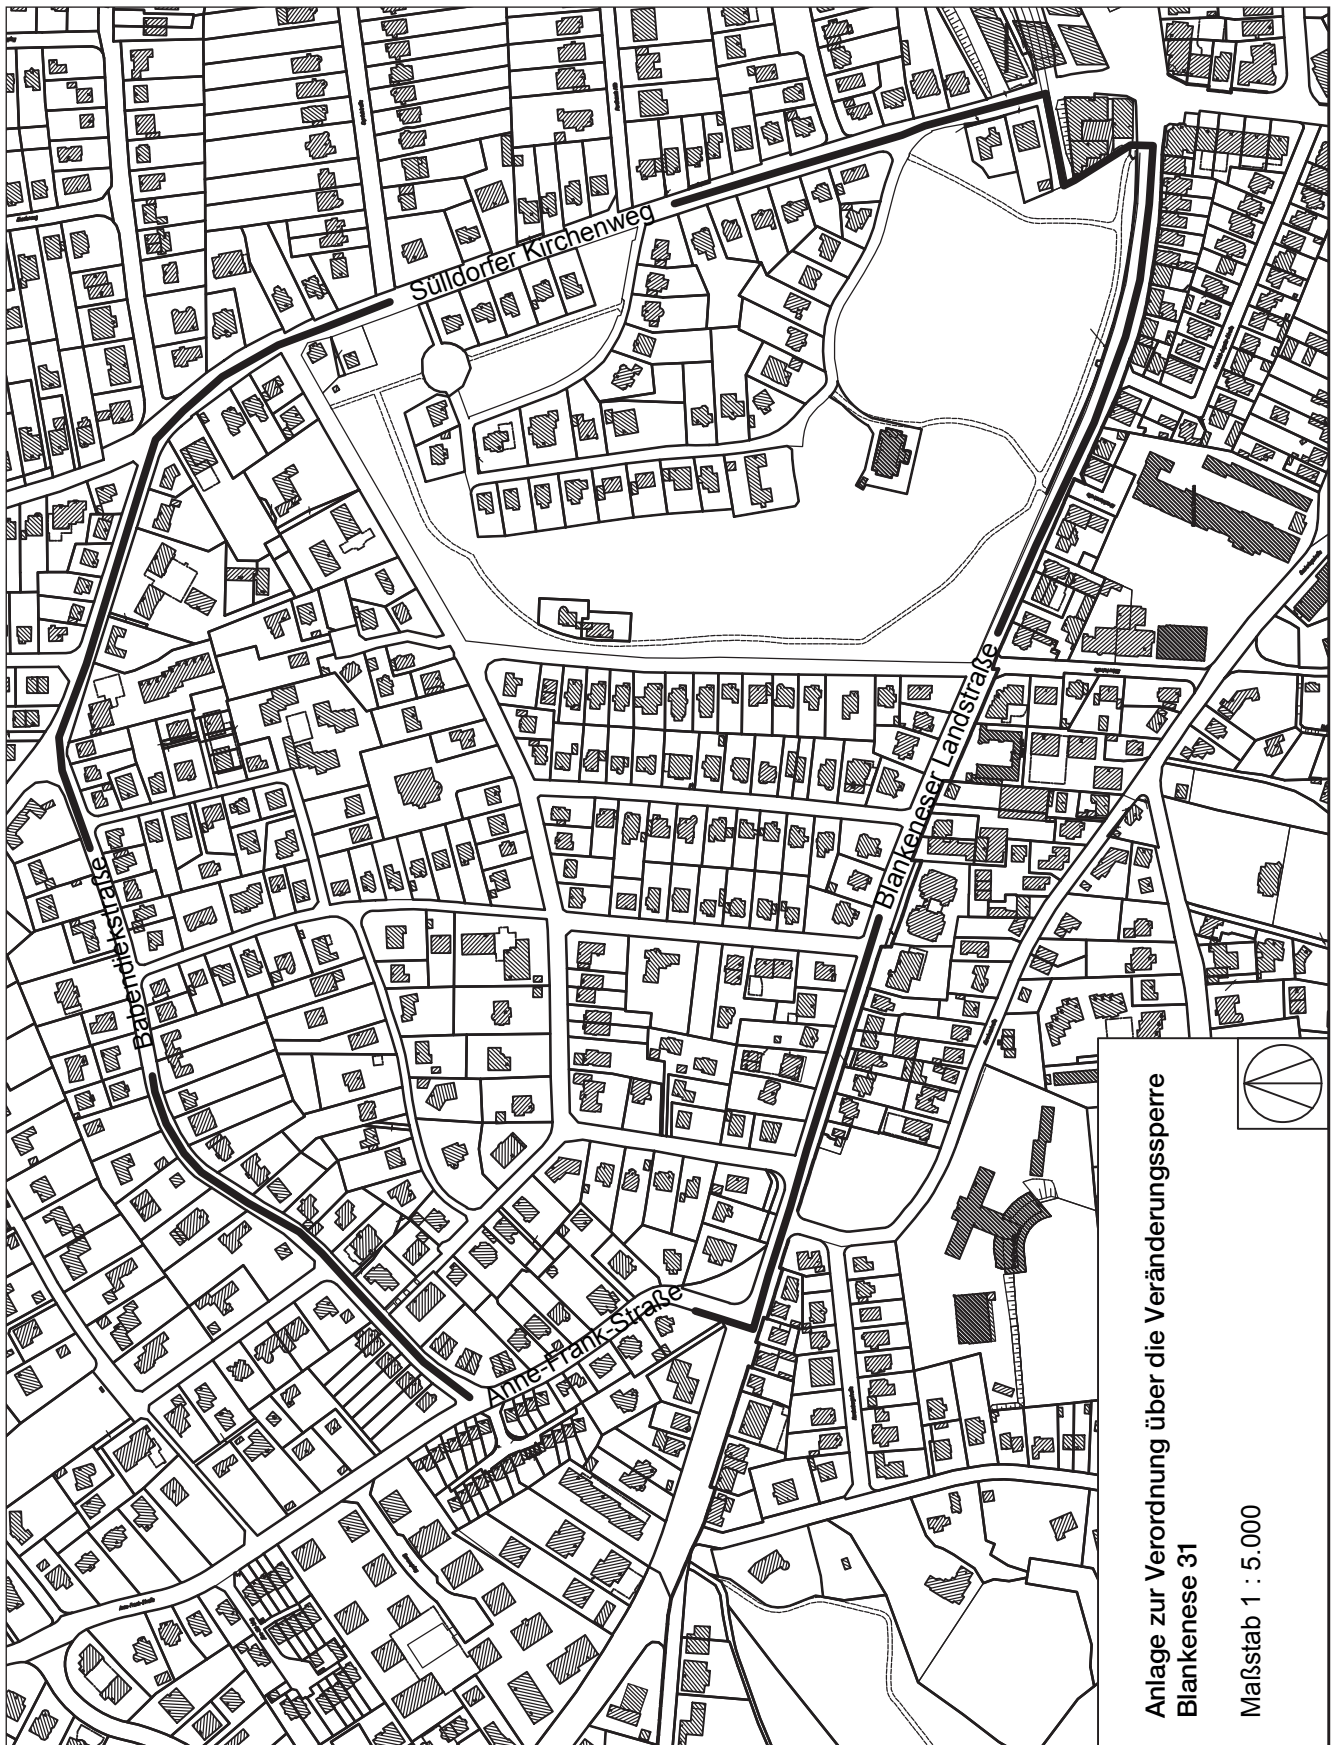 Sülldorfer Kirchenweg
Babendiekstraße
Blankeneser Landstraße
Anne-Frank-Straße
Anlage zur Verordnung über die Veränderungssperre
Blankenese 31
Maßstab 1 : 5.000